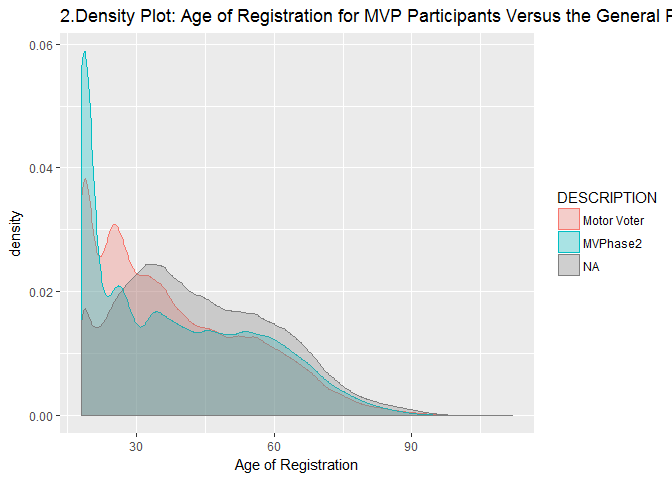 2.Density Plot: Age of Registration for MVP Participants Versus the General
0.06
0.04
0.02
0.00
density
30
60
90
Age of Registration
DESCRIPTION
Motor Voter
MVPhase2
NA